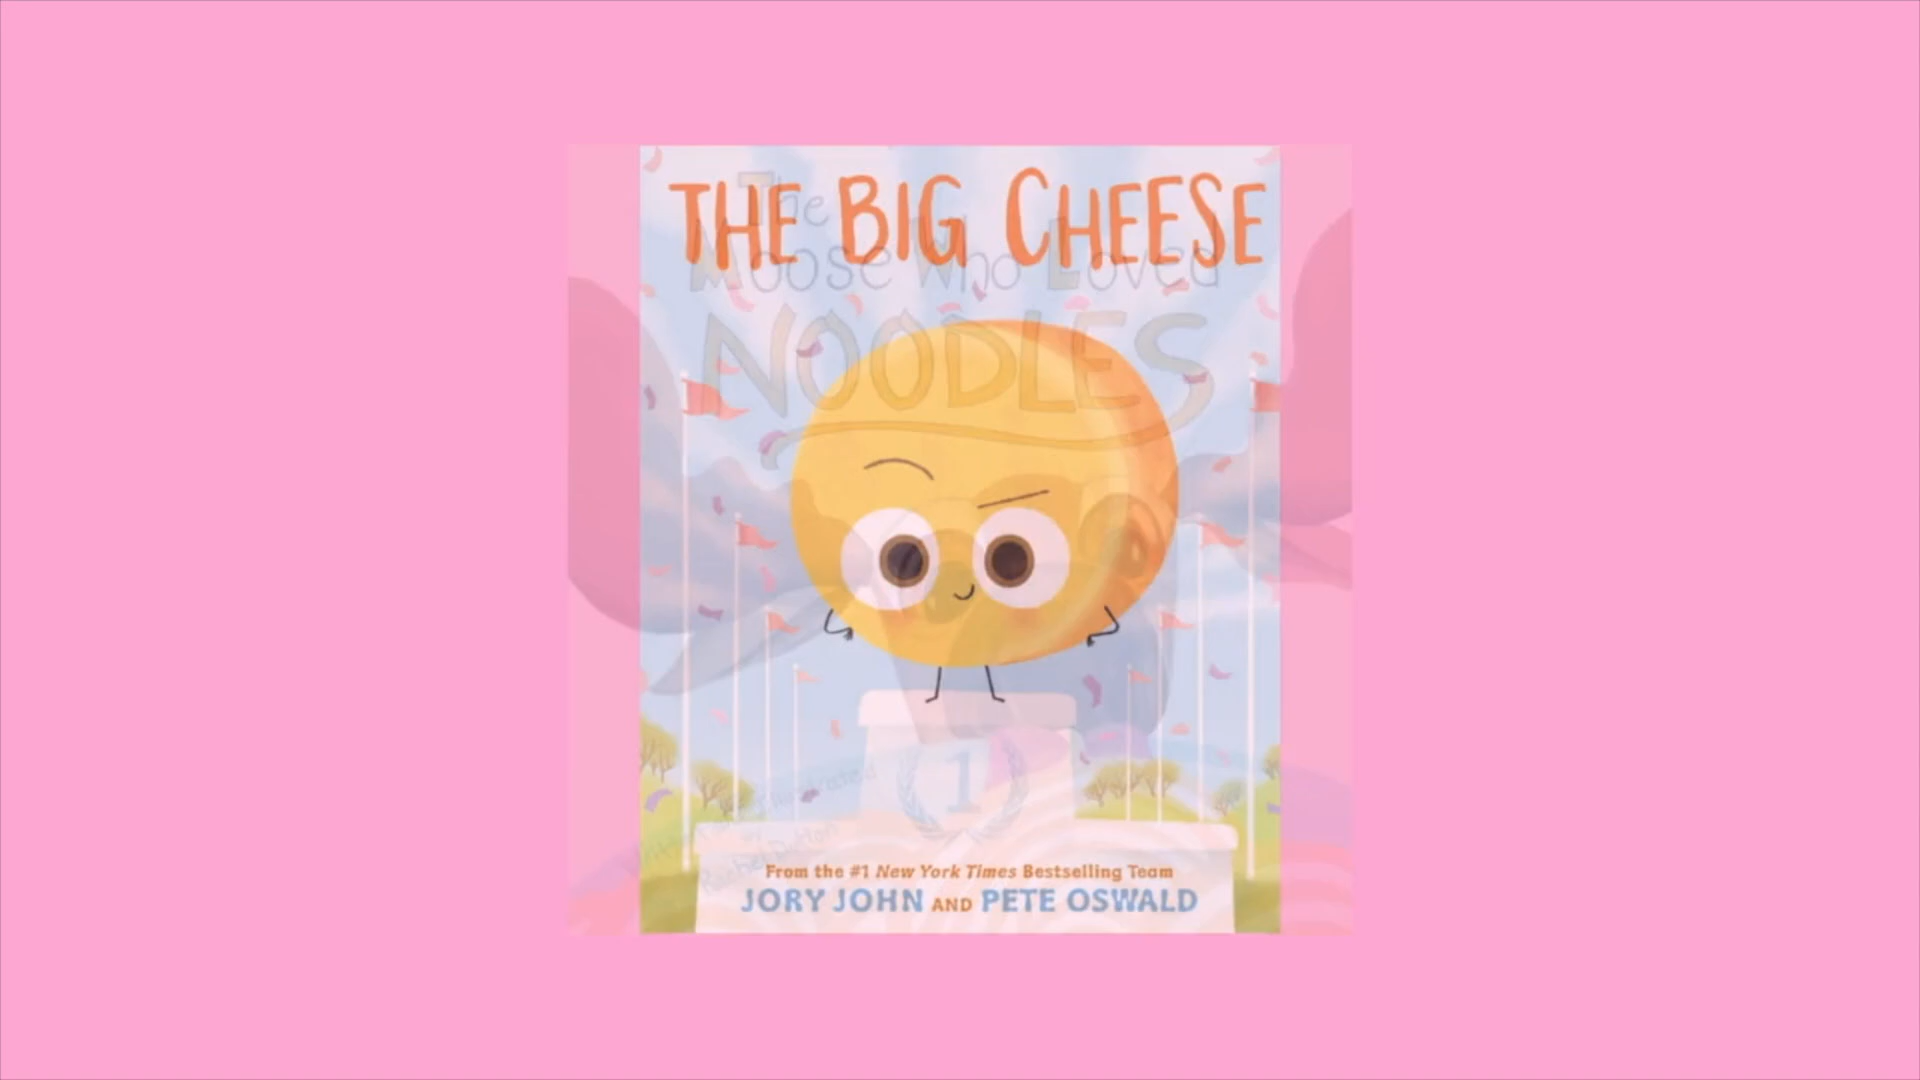 THE BIG CHEESE
The
Moose Who Loved
NOODLES
1
From the #1 New York Times Bestselling Team
JORY JOHN AND PETE OSWALD